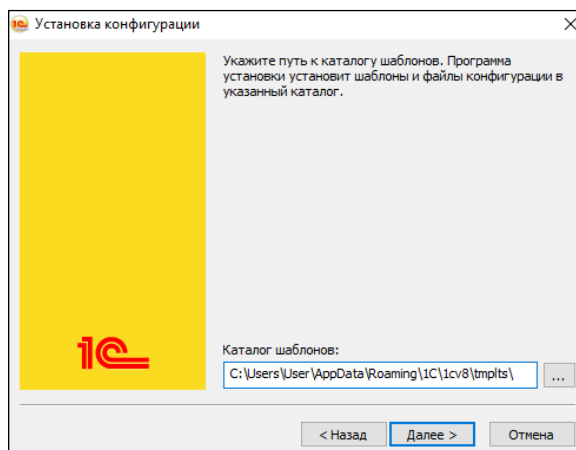 Установка конфигурации
Укажите путь к каталогу шаблонов. Программа
установки установит шаблоны и файлы конфигурации в
указанный каталог.
1С
Каталог шаблонов:
C:\Users\User\AppData\Roaming\1C\1cv8\tmplts\
...
< Назад
Далее >
Отмена